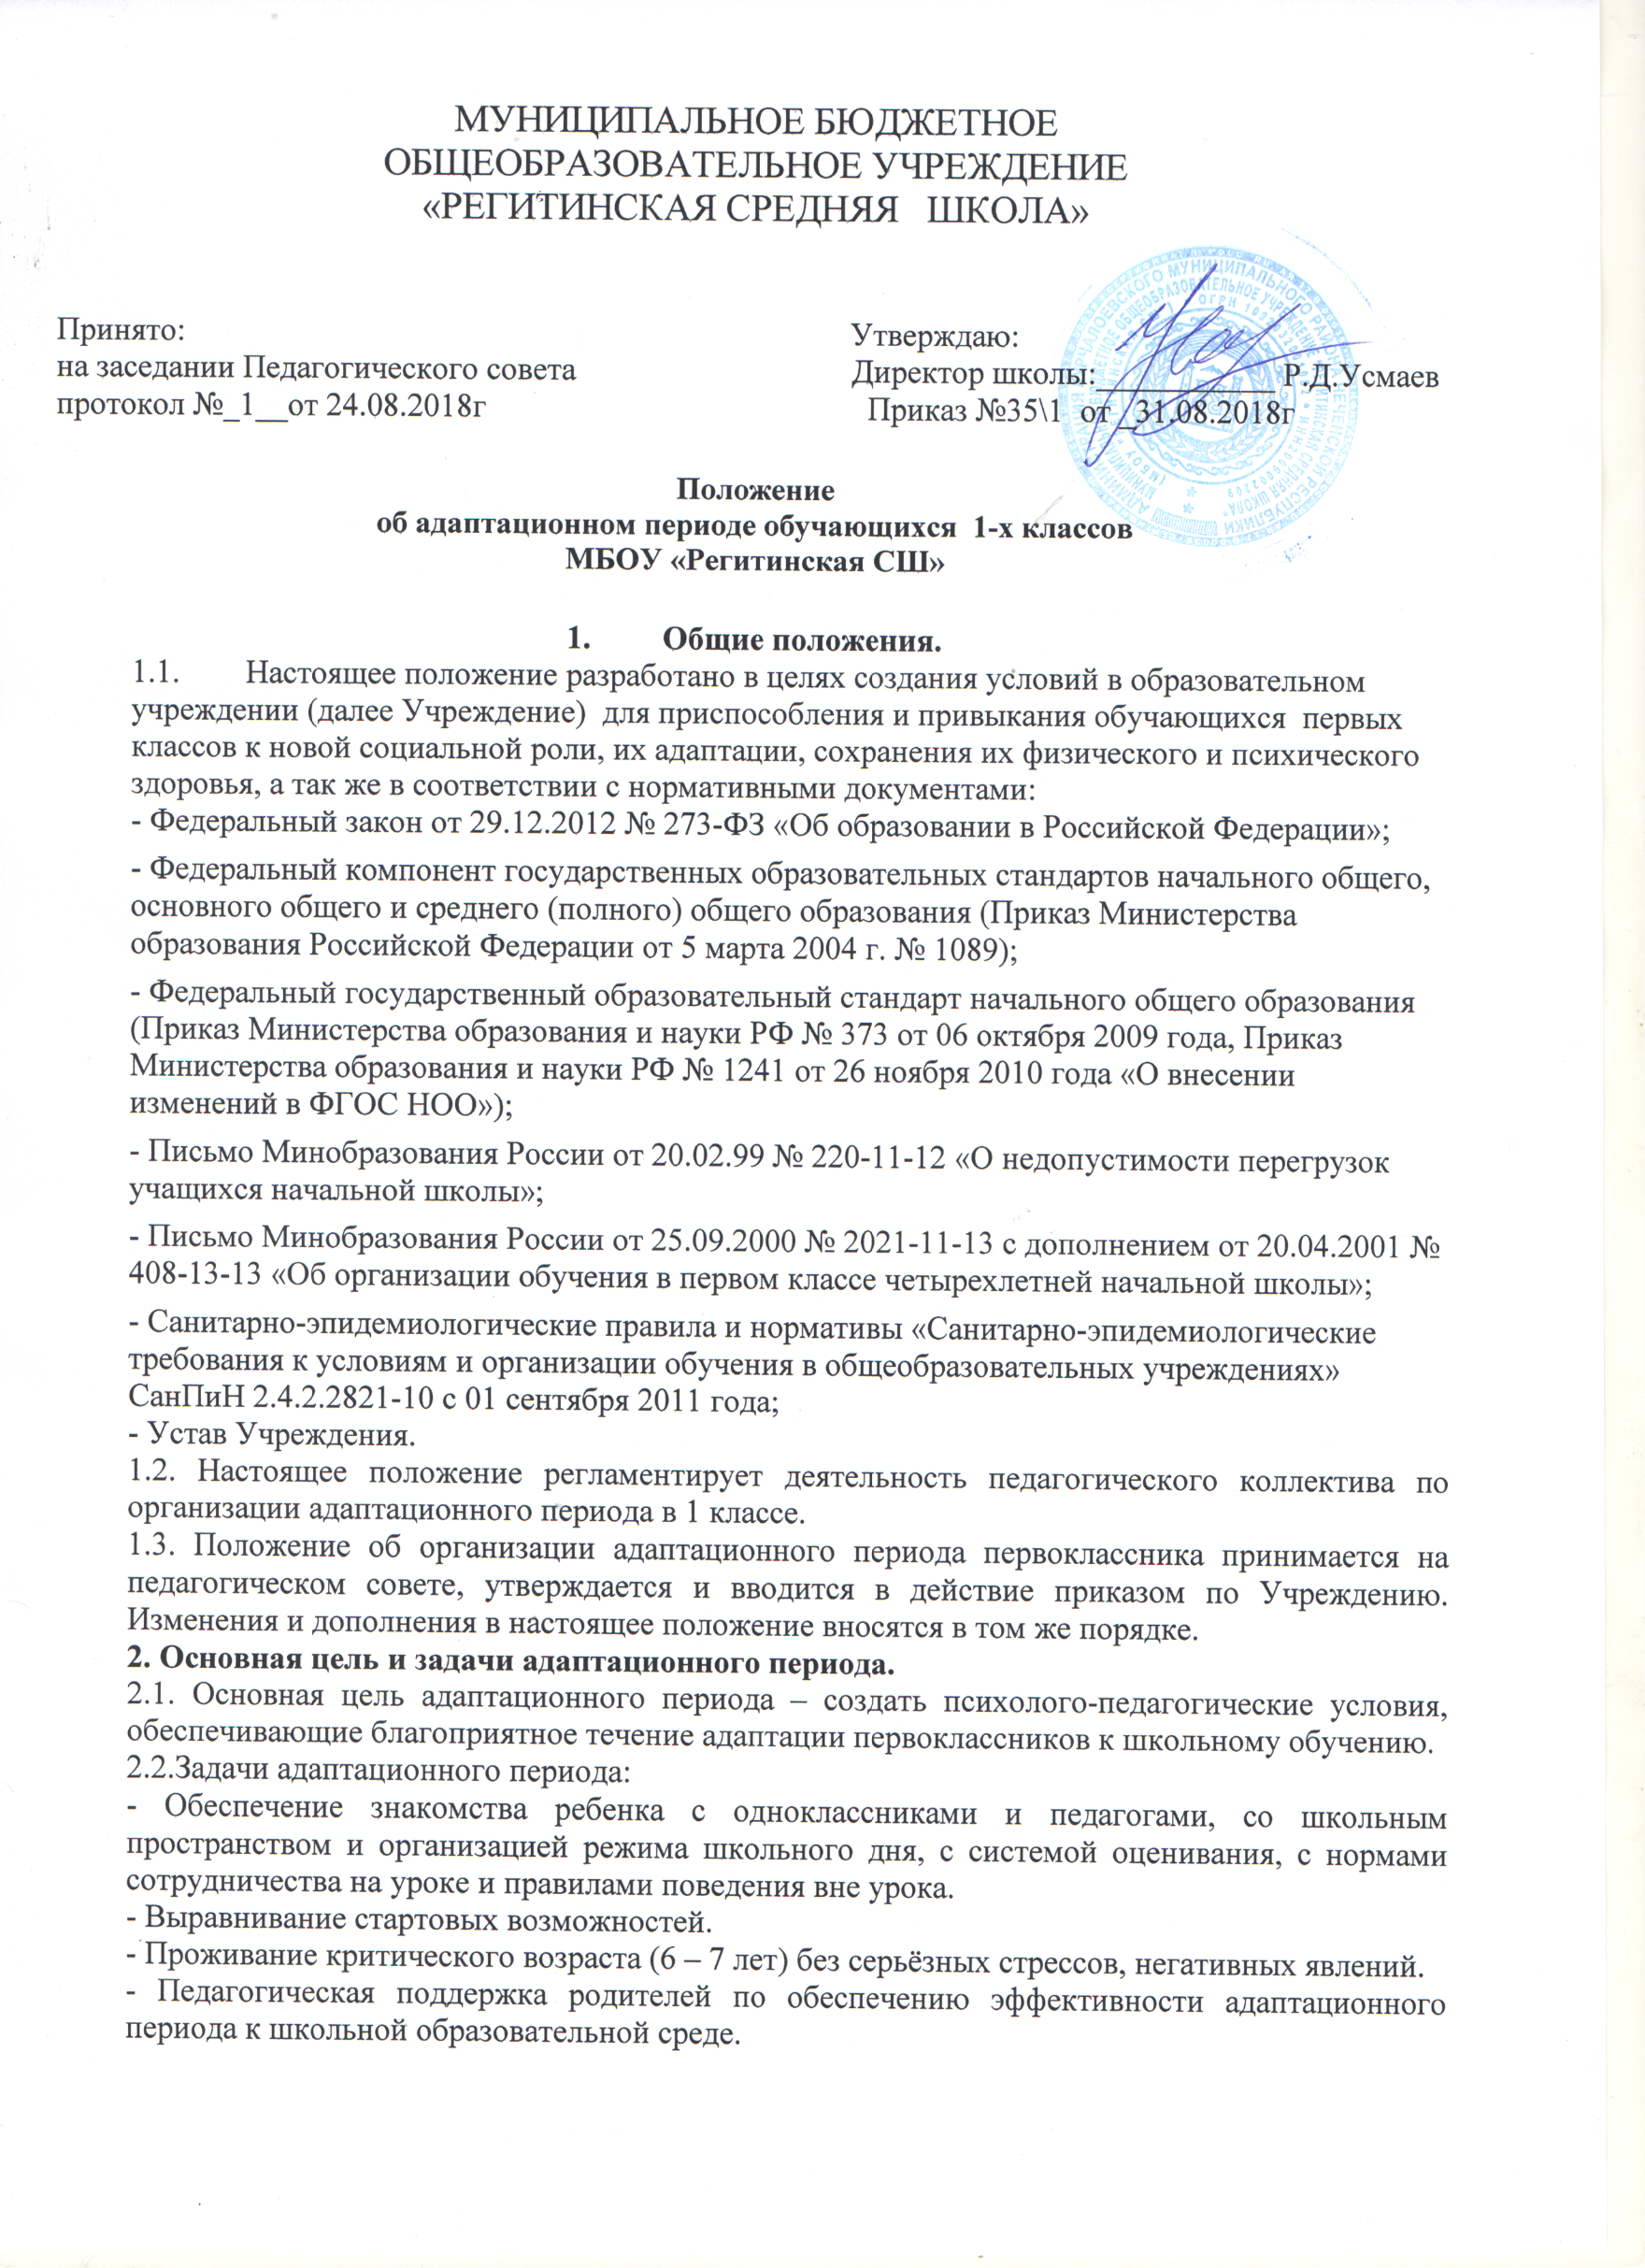 МУНИЦИПАЛЬНОЕ БЮДЖЕТНОЕ
ОБЩЕОБРАЗОВАТЕЛЬНОЕ УЧРЕЖДЕНИЕ
«РЕГИТИНСКАЯ СРЕДНЯЯ ШКОЛА»
Принято:
на заседании Педагогического совета
протокол №_1__от 24.08.2018г
Утверждаю:
Директор школы:___________ Р.Д.Усмаев
Приказ №35\1 от _31.08.2018г
Положение
об адаптационном периоде обучающихся 1-х классов
МБОУ «Регитинская СШ»
1. Общие положения.
1.1. Настоящее положение разработано в целях создания условий в образовательном
учреждении (далее Учреждение) для приспособления и привыкания обучающихся первых
классов к новой социальной роли, их адаптации, сохранения их физического и психического
здоровья, а так же в соответствии с нормативными документами:
- Федеральный закон от 29.12.2012 № 273-ФЗ «Об образовании в Российской Федерации»;
- Федеральный компонент государственных образовательных стандартов начального общего,
основного общего и среднего (полного) общего образования (Приказ Министерства
образования Российской Федерации от 5 марта 2004 г. № 1089);
- Федеральный государственный образовательный стандарт начального общего образования
(Приказ Министерства образования и науки РФ № 373 от 06 октября 2009 года, Приказ
Министерства образования и науки РФ № 1241 от 26 ноября 2010 года «О внесении
изменений в ФГОС НОО»);
- Письмо Минобразования России от 20.02.99 № 220-11-12 «О недопустимости перегрузок
учащихся начальной школы»;
- Письмо Минобразования России от 25.09.2000 № 2021-11-13 с дополнением от 20.04.2001 №
408-13-13 «Об организации обучения в первом классе четырехлетней начальной школы»;
- Санитарно-эпидемиологические правила и нормативы «Санитарно-эпидемиологические
требования к условиям и организации обучения в общеобразовательных учреждениях»
СанПиН 2.4.2.2821-10 с 01 сентября 2011 года;
- Устав Учреждения.
1.2. Настоящее положение регламентирует деятельность педагогического коллектива по
организации адаптационного периода в 1 классе.
1.3. Положение об организации адаптационного периода первоклассника принимается на
педагогическом совете, утверждается и вводится в действие приказом по Учреждению.
Изменения и дополнения в настоящее положение вносятся в том же порядке.
2. Основная цель и задачи адаптационного периода.
2.1. Основная цель адаптационного периода – создать психолого-педагогические условия,
обеспечивающие благоприятное течение адаптации первоклассников к школьному обучению.
2.2.Задачи адаптационного периода:
- Обеспечение знакомства ребенка с одноклассниками и педагогами, со школьным
пространством и организацией режима школьного дня, с системой оценивания, с нормами
сотрудничества на уроке и правилами поведения вне урока.
- Выравнивание стартовых возможностей.
- Проживание критического возраста (6 – 7 лет) без серьёзных стрессов, негативных явлений.
- Педагогическая поддержка родителей по обеспечению эффективности адаптационного
периода к школьной образовательной среде.